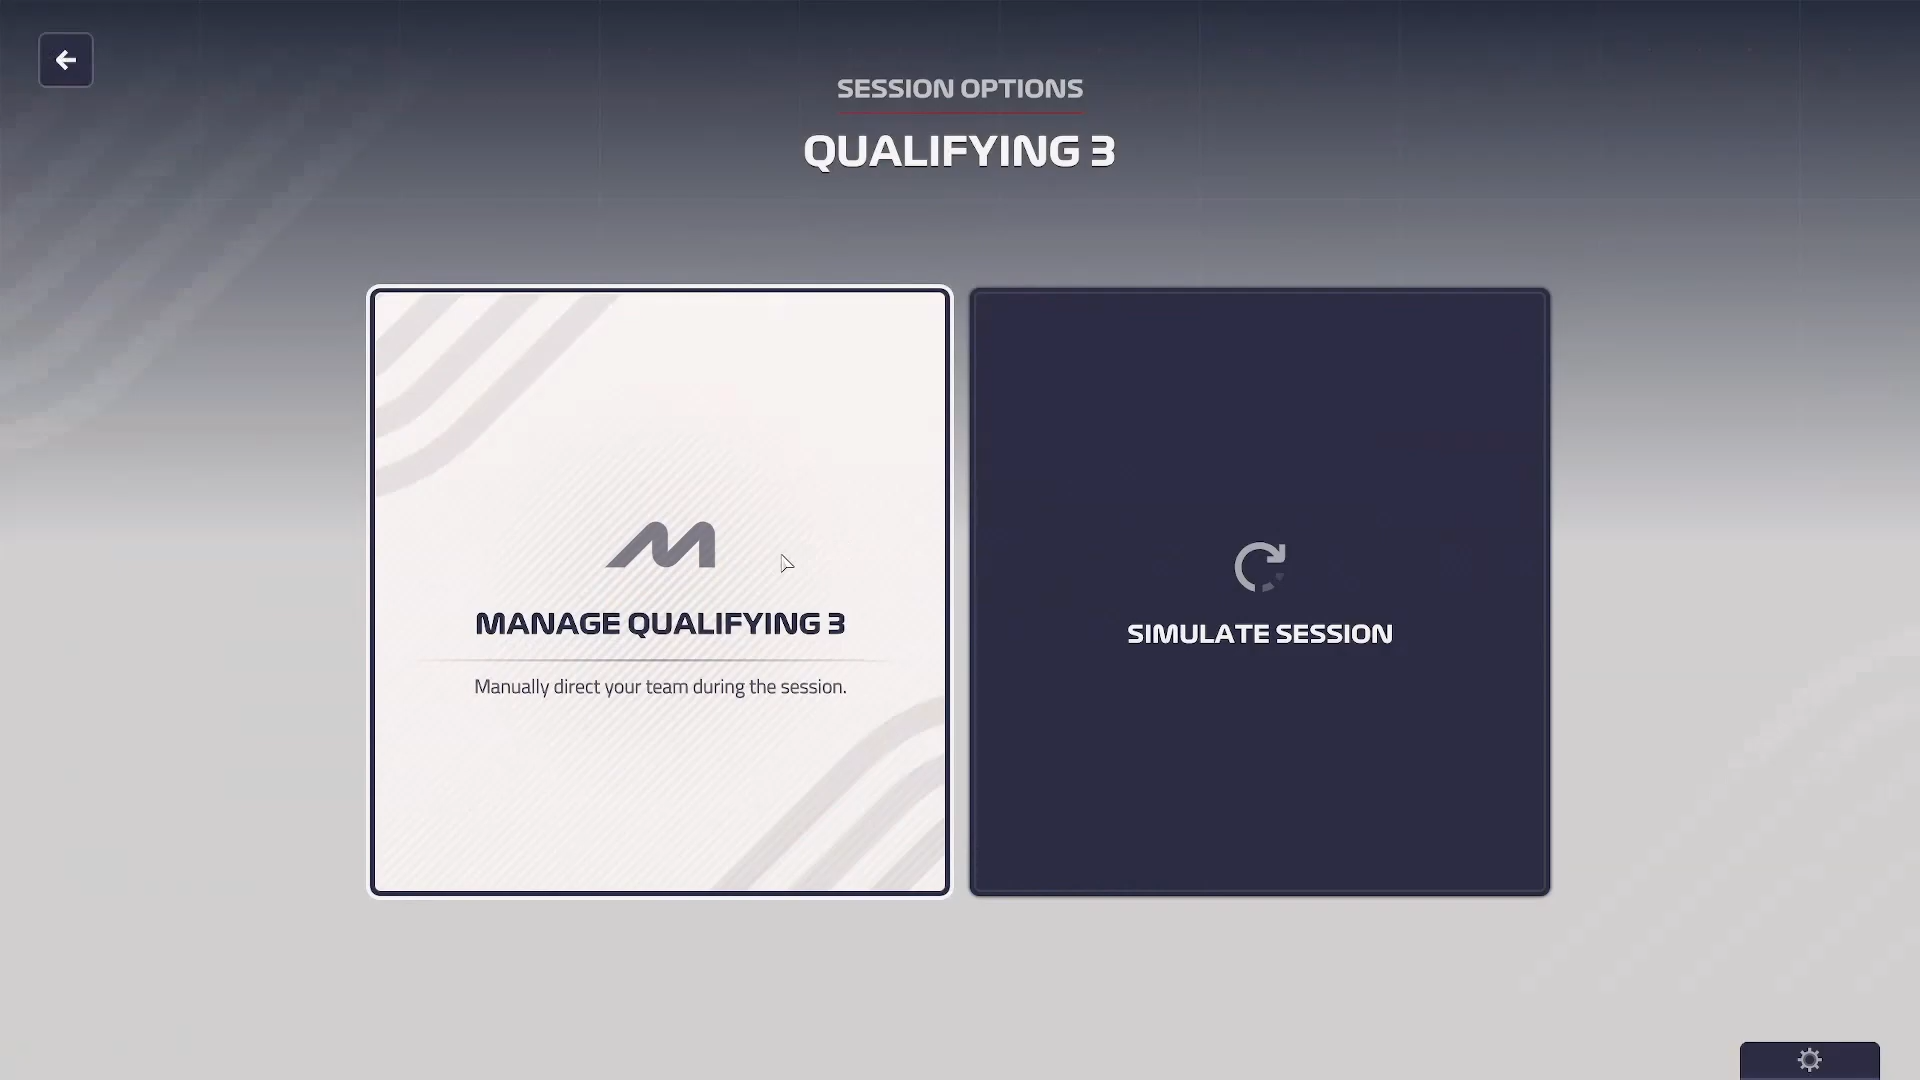 SESSION OPTIONS
QUALIFYING 3
MANAGE QUALIFYING 3
Manually direct your team during the session.
SIMULATE SESSION